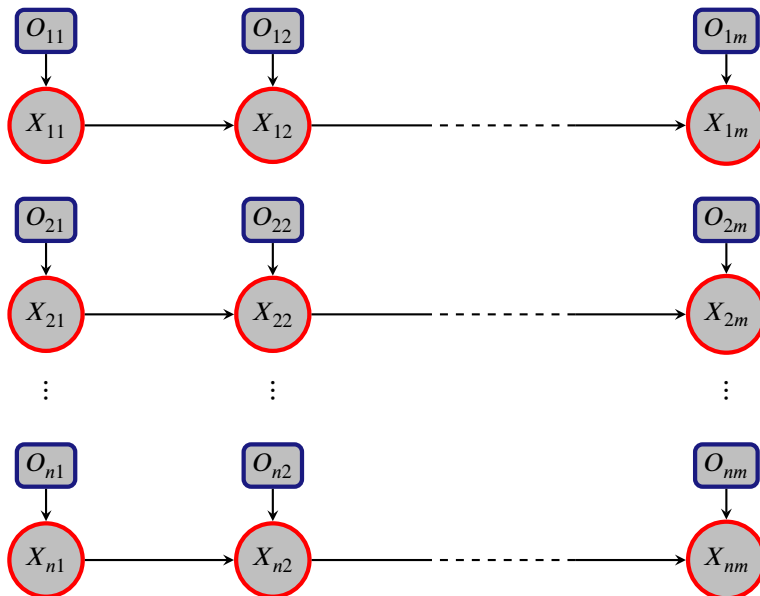 O₁₁ O₁₂ O₁ₘ
X₁₁ X₁₂ X₁ₘ
O₂₁ O₂₂ O₂ₘ
X₂₁ X₂₂ X₂ₘ
⋮ ⋮ ⋮
Oₙ₁ Oₙ₂ Oₙₘ
Xₙ₁ Xₙ₂ Xₙₘ